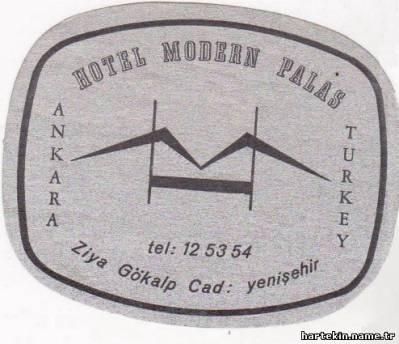 HOTEL MODERN PALAS
ANKARA
TURKEY
tel: 12 53 54
Ziya Gökalp Cad: yenişehir
hartekin.name.tr